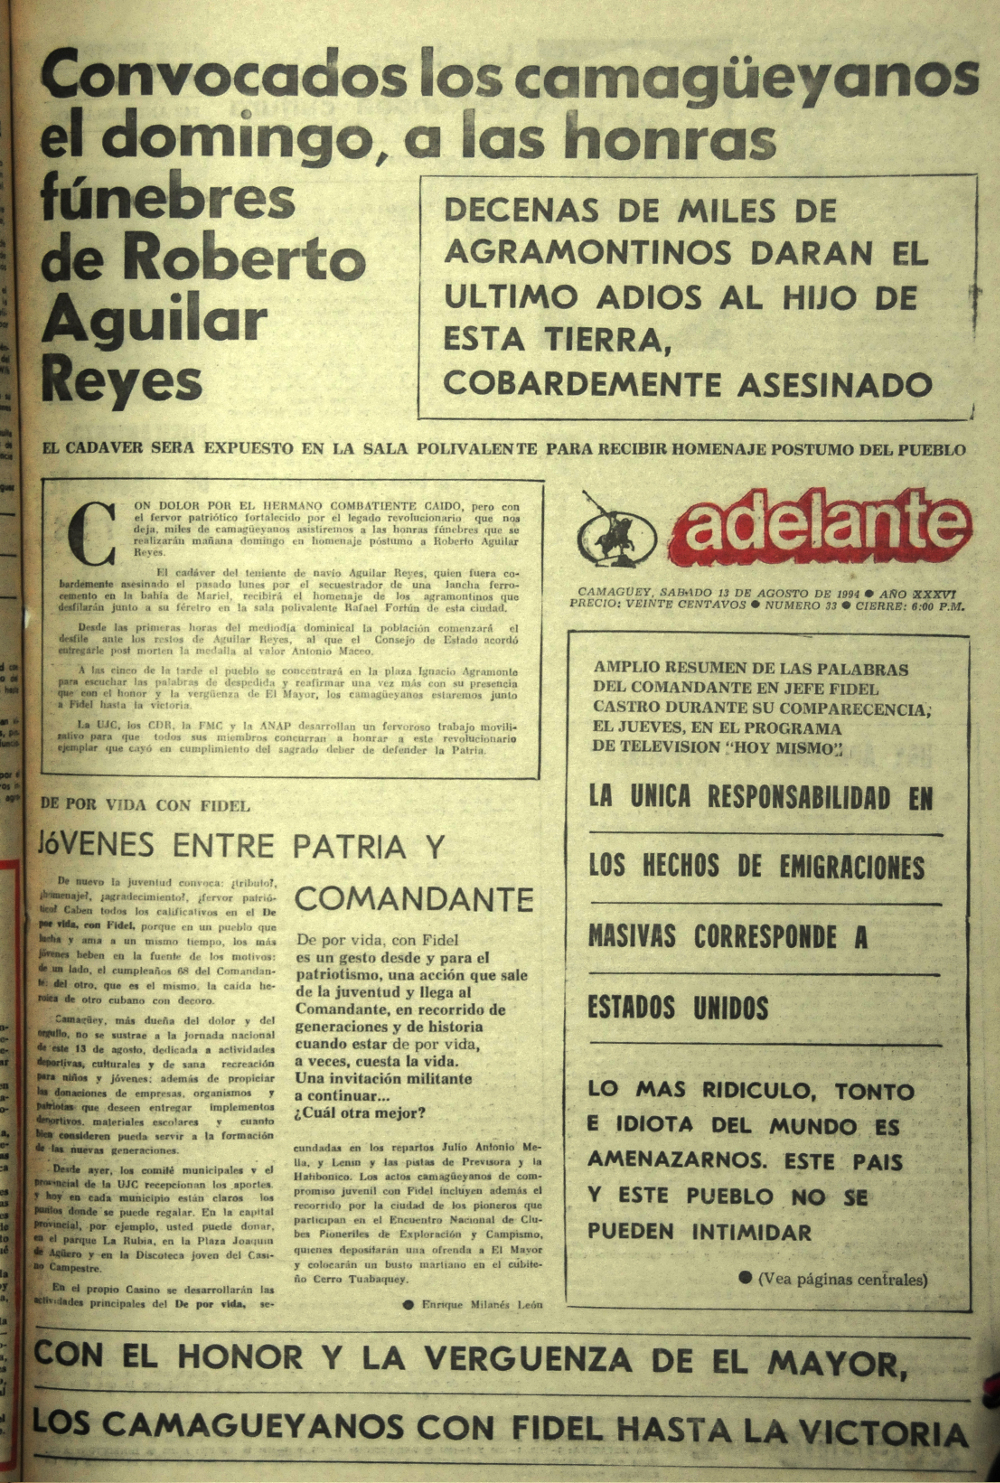 Convocados los camagüeyanos
el domingo, a las honras
fúnebres
de Roberto
Aguilar
Reyes
DECENAS DE MILES DE
AGRAMONTINOS DARAN EL
ULTIMO ADIOS AL HIJO DE
ESTA TIERRA,
COBARDEMENTE ASESINADO
EL CADAVER SERA EXPUESTO EN LA SALA POLIVALENTE PARA RECIBIR HOMENAJE POSTUMO DEL PUEBLO
CON DOLOR POR EL HERMANO COMBATIENTE CAIDO, pero con
el fervor patriótico fortalecido por el legado revolucionario que nos
deja, miles de camagüeyanos asistiremos a las honras fúnebres que se
realizarán mañana domingo en homenaje póstumo a Roberto Aguilar
Reyes.
El cadáver del teniente de navío Aguilar Reyes, quien fuera co-
bardemente asesinado el pasado lunes por el secuestrador de una lancha ferro-
cemento en la bahía de Mariel, recibirá el homenaje de los agramontinos que
desfilarán junto a su féretro en la sala polivalente Rafael Fortún de esta ciudad.
Desde las primeras horas del mediodía dominical la población comenzará el
desfile ante los restos de Aguilar Reyes, al que el Consejo de Estado acordó
entregarle post morten la medalla al valor Antonio Maceo.
A las cinco de la tarde el pueblo se concentrará en la plaza Ignacio Agramonte
para escuchar las palabras de despedida y reafirmar una vez más con su presencia
que con el honor y la vergüenza de El Mayor, los camagüeyanos estaremos junto
a Fidel hasta la victoria.
La UJC, los CDR, la FMC y la ANAP desarrollan un fervoroso trabajo movili-
zativo para que todos sus miembros concurran a honrar a este revolucionario
ejemplar que cayó en cumplimiento del sagrado deber de defender la Patria.
adelante
CAMAGUEY, SABADO 13 DE AGOSTO DE 1994 ● AÑO XXXVI
PRECIO: VEINTE CENTAVOS ● NUMERO 33 ● CIERRE: 6:00 P.M.
AMPLIO RESUMEN DE LAS PALABRAS
DEL COMANDANTE EN JEFE FIDEL
CASTRO DURANTE SU COMPARECENCIA,
EL JUEVES, EN EL PROGRAMA
DE TELEVISION "HOY MISMO"
LA UNICA RESPONSABILIDAD EN
LOS HECHOS DE EMIGRACIONES
MASIVAS CORRESPONDE A
ESTADOS UNIDOS
LO MAS RIDICULO, TONTO
E IDIOTA DEL MUNDO ES
AMENAZARNOS. ESTE PAIS
Y ESTE PUEBLO NO SE
PUEDEN INTIMIDAR
● (Vea páginas centrales)
DE POR VIDA CON FIDEL
JóVENES ENTRE PATRIA Y
COMANDANTE
De nuevo la juventud convoca: ¿tributo?,
¿homenaje?, ¿agradecimiento?, ¿fervor patrió-
tico? Caben todos los calificativos en el De
por vida, con Fidel, porque en un pueblo que
lucha y ama a un mismo tiempo, los más
jóvenes beben en la fuente de los motivos:
de un lado, el cumpleaños 68 del Comandan-
te; del otro, que es el mismo, la caída he-
roica de otro cubano con decoro.
Camagüey, más dueña del dolor y del
orgullo, no se sustrae a la jornada nacional
de este 13 de agosto, dedicada a actividades
deportivas, culturales y de sana recreación
para niños y jóvenes; además de propiciar
las donaciones de empresas, organismos y
patriotas que deseen entregar implementos
deportivos, materiales escolares y cuanto
bien consideren pueda servir a la formación
de las nuevas generaciones.
Desde ayer, los comité municipales y el
provincial de la UJC recepcionan los aportes,
y hoy en cada municipio están claros los
puntos donde se puede regalar. En la capital
provincial, por ejemplo, usted puede donar,
en el parque La Rubia, en la Plaza Joaquín
de Agüero y en la Discoteca joven del Casi-
no Campestre.
En el propio Casino se desarrollarán las
actividades principales del De por vida, se-
De por vida, con Fidel
es un gesto desde y para el
patriotismo, una acción que sale
de la juventud y llega al
Comandante, en recorrido de
generaciones y de historia
cuando estar de por vida,
a veces, cuesta la vida.
Una invitación militante
a continuar...
¿Cuál otra mejor?
cundadas en los repartos Julio Antonio Me-
lla, y Lenin y las pistas de Previsora y la
Hatibonico. Los actos camagüeyanos de com-
promiso juvenil con Fidel incluyen además el
recorrido por la ciudad de los pioneros que
participan en el Encuentro Nacional de Clu-
bes Pioneriles de Exploración y Campismo,
quienes depositarán una ofrenda a El Mayor
y colocarán un busto martiano en el cubite-
ño Cerro Tuabaquey.
● Enrique Milanés León
CON EL HONOR Y LA VERGUENZA DE EL MAYOR,
LOS CAMAGUEYANOS CON FIDEL HASTA LA VICTORIA